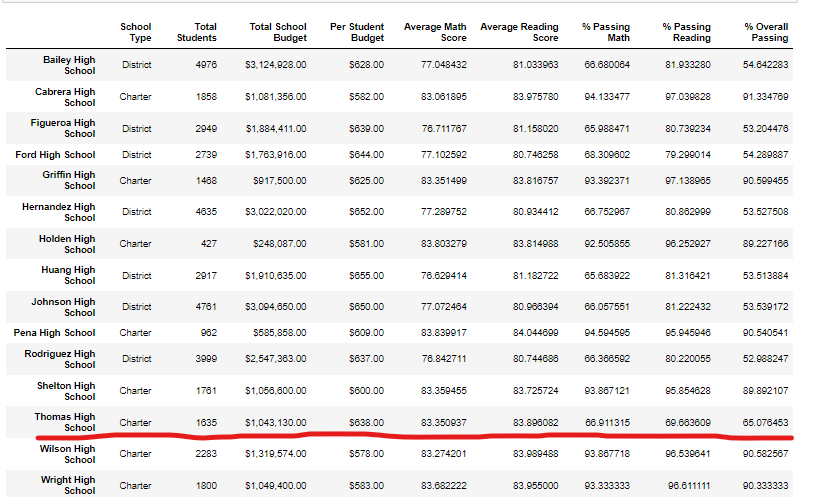 School Type Total Students Total School Budget Per Student Budget Average Math Score Average Reading Score % Passing Math % Passing Reading % Overall Passing
Bailey High School District 4976 $3,124,928.00 $628.00 77.048432 81.033963 66.680064 81.933280 54.642283
Cabrera High School Charter 1858 $1,081,356.00 $582.00 83.061895 83.975780 94.133477 97.039828 91.334769
Figueroa High School District 2949 $1,884,411.00 $639.00 76.711767 81.158020 65.988471 80.739234 53.204476
Ford High School District 2739 $1,763,916.00 $644.00 77.102592 80.746258 68.309602 79.299014 54.289887
Griffin High School Charter 1468 $917,500.00 $625.00 83.351499 83.816757 93.392371 97.138965 90.599455
Hernandez High School District 4635 $3,022,020.00 $652.00 77.289752 80.934412 66.752967 80.862999 53.527508
Holden High School Charter 427 $248,087.00 $581.00 83.803279 83.814988 92.505855 96.252927 89.227166
Huang High School District 2917 $1,910,635.00 $655.00 76.629414 81.182722 65.683922 81.316421 53.513884
Johnson High School District 4761 $3,094,650.00 $650.00 77.072464 80.966394 66.057551 81.222432 53.539172
Pena High School Charter 962 $585,858.00 $609.00 83.839917 84.044699 94.594595 95.945946 90.540541
Rodriguez High School District 3999 $2,547,363.00 $637.00 76.842711 80.744686 66.366592 80.220055 52.988247
Shelton High School Charter 1761 $1,056,600.00 $600.00 83.359455 83.725724 93.867121 95.854628 89.892107
Thomas High School Charter 1635 $1,043,130.00 $638.00 83.350937 83.896082 66.911315 69.663609 65.076453
Wilson High School Charter 2283 $1,319,574.00 $578.00 83.274201 83.989488 93.867718 96.539641 90.582567
Wright High School Charter 1800 $1,049,400.00 $583.00 83.682222 83.955000 93.333333 96.611111 90.333333